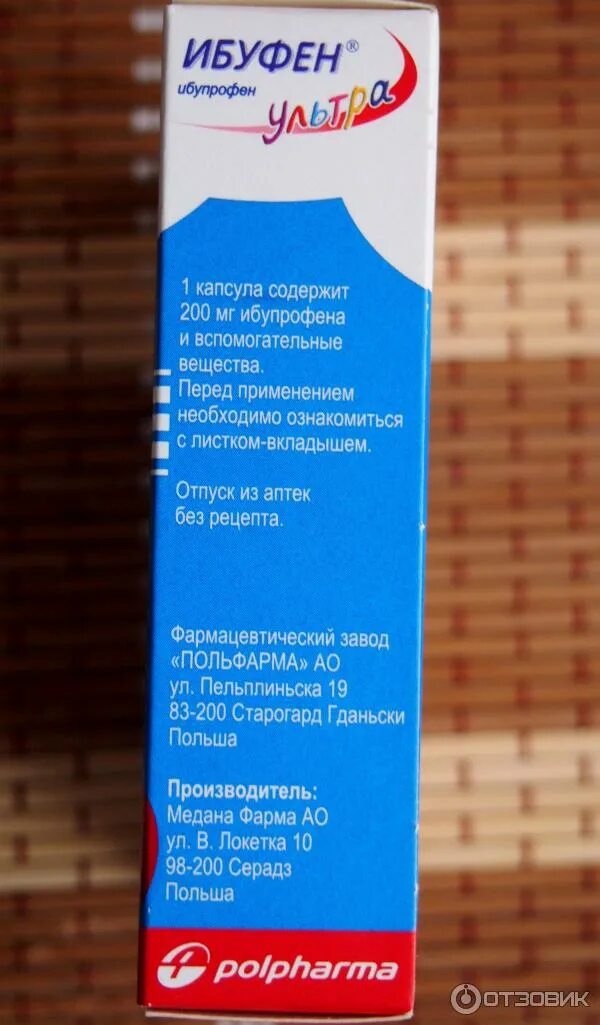 ИБУФЕН®
ибупрофен
ультра
1 капсула содержит
200 мг ибупрофена
и вспомогательные
вещества.
Перед применением
необходимо ознакомиться
с листком-вкладышем.
Отпуск из аптек
без рецепта.
Фармацевтический завод
«ПОЛЬФАРМА» АО
ул. Пельплиньска 19
83-200 Старогард Гданьски
Польша
Производитель:
Медана Фарма АО
ул. В. Локетка 10
98-200 Серадз
Польша
polpharma
ОТЗОВИК